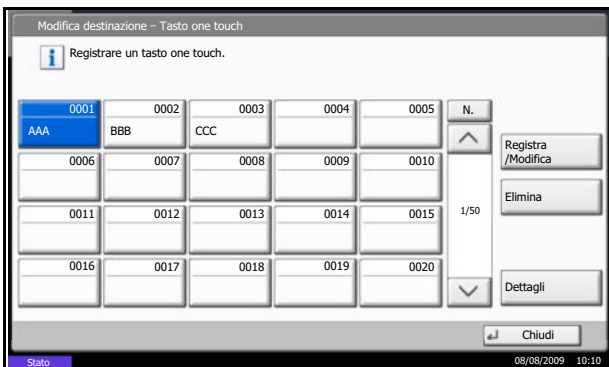 Modifica destinazione – Tasto one touch
Registrare un tasto one touch.
0001 0002 0003 0004 0005 N.
AAA BBB CCC
Registra
/Modifica
0006 0007 0008 0009 0010
Elimina
0011 0012 0013 0014 0015 1/50
0016 0017 0018 0019 0020
Dettagli
Chiudi
Stato 08/08/2009 10:10